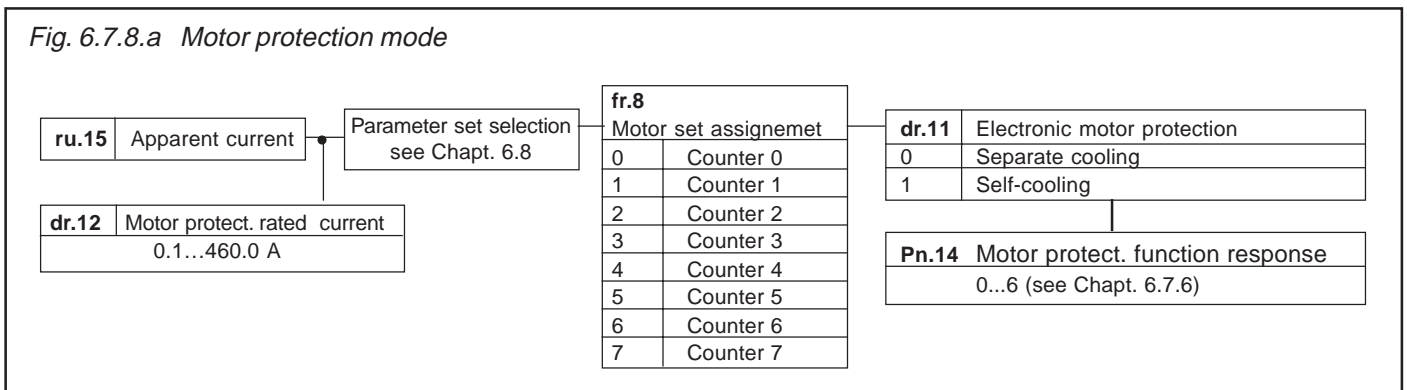 Fig. 6.7.8.a Motor protection mode
ru.15 Apparent current
dr.12 Motor protect. rated current
0.1…460.0 A
Parameter set selection
see Chapt. 6.8
fr.8
Motor set assignemet
0 Counter 0
1 Counter 1
2 Counter 2
3 Counter 3
4 Counter 4
5 Counter 5
6 Counter 6
7 Counter 7
dr.11 Electronic motor protection
0 Separate cooling
1 Self-cooling
Pn.14 Motor protect. function response
0...6 (see Chapt. 6.7.6)